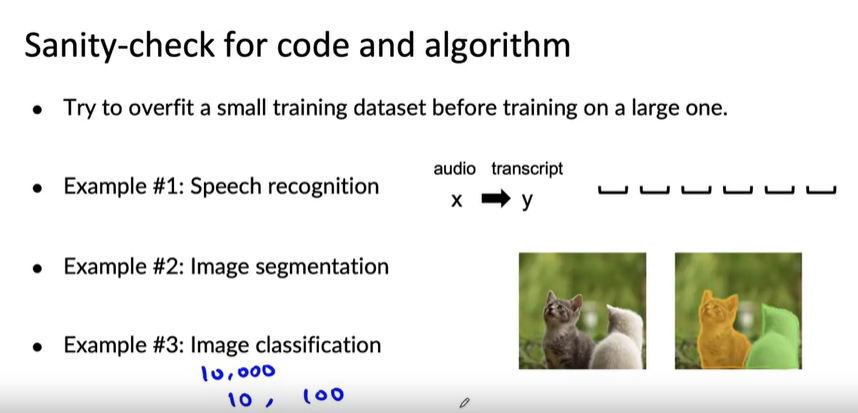 Sanity-check for code and algorithm
• Try to overfit a small training dataset before training on a large one.
audio transcript
• Example #1: Speech recognition
x ➡ y
• Example #2: Image segmentation
• Example #3: Image classification
10,000
10, 100